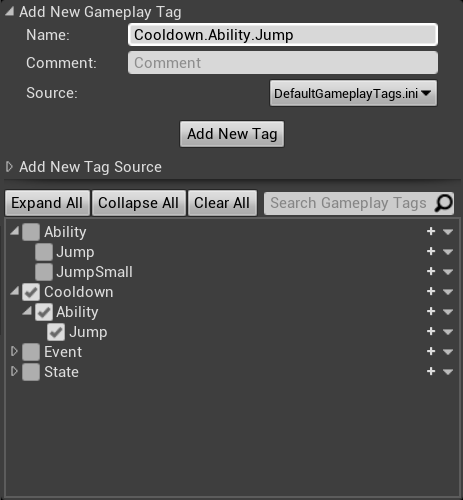 Add New Gameplay Tag
Name: Cooldown.Ability.Jump
Comment: Comment
Source: DefaultGameplayTags.ini
Add New Tag
Add New Tag Source
Expand All Collapse All Clear All Search Gameplay Tags
Ability +
Jump
JumpSmall
Cooldown +
Ability +
Jump +
Event +
State +